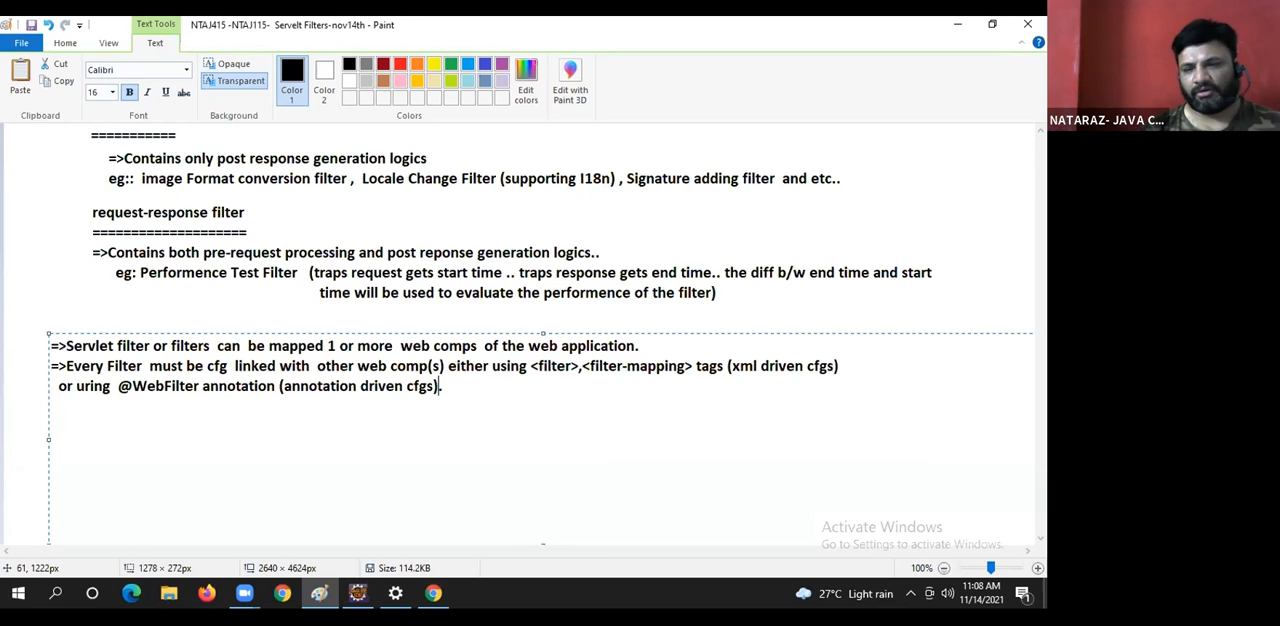 Text Tools
NTAJ415 -NTAJ115- Servelt Filters-nov14th - Paint
File
Home
View
Text
Paste
Cut
Copy
Clipboard
Calibri
16
B
I
U
abc
Font
Opaque
Transparent
Background
Color
1
Color
2
Edit
colors
Colors
Edit with
Paint 3D
NATARAZ- JAVA C...
===========
=>Contains only post response generation logics
eg:: image Format conversion filter , Locale Change Filter (supporting I18n) , Signature adding filter and etc..
request-response filter
====================
=>Contains both pre-request processing and post reponse generation logics..
eg: Performence Test Filter (traps request gets start time .. traps response gets end time.. the diff b/w end time and start
time will be used to evaluate the performence of the filter)
=>Servlet filter or filters can be mapped 1 or more web comps of the web application.
=>Every Filter must be cfg linked with other web comp(s) either using <filter>,<filter-mapping> tags (xml driven cfgs)
or uring @WebFilter annotation (annotation driven cfgs).
Activate Windows
Go to Settings to activate Windows.
61, 1222px
1278 × 272px
2640 × 4624px
Size: 114.2KB
100%
27°C Light rain
11:08 AM
11/14/2021
1